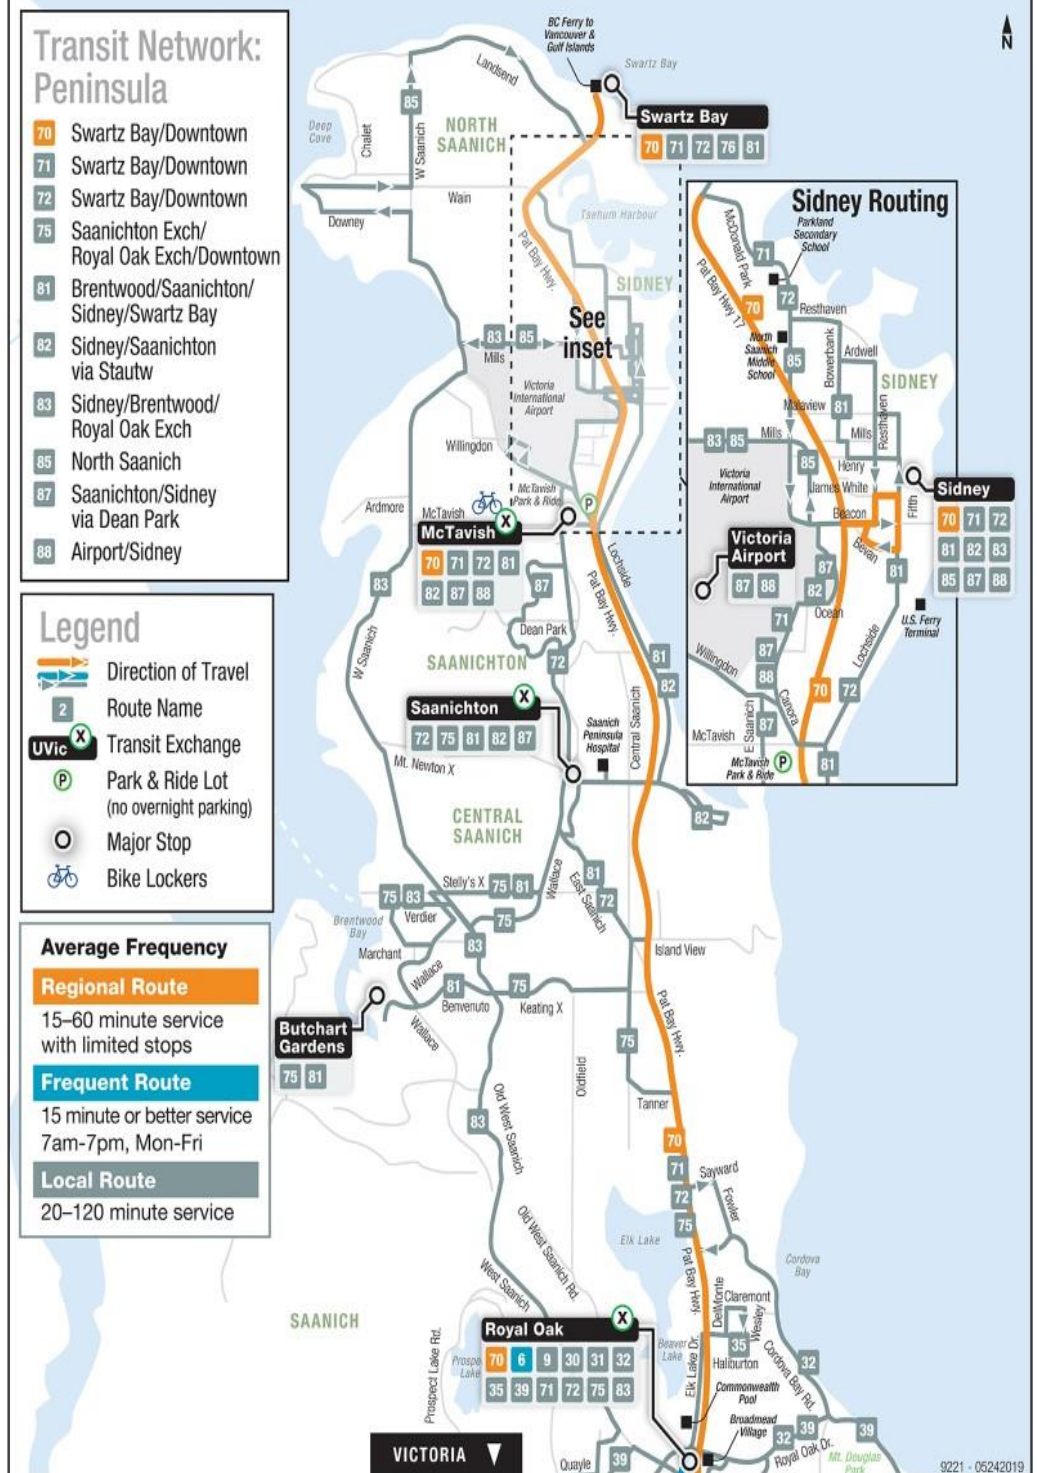 Transit Network:
Peninsula
70 Swartz Bay/Downtown
71 Swartz Bay/Downtown
72 Swartz Bay/Downtown
75 Saanichton Exch/
Royal Oak Exch/Downtown
81 Brentwood/Saanichton/
Sidney/Swartz Bay
82 Sidney/Saanichton
via Stautw
83 Sidney/Brentwood/
Royal Oak Exch
85 North Saanich
87 Saanichton/Sidney
via Dean Park
88 Airport/Sidney
Legend
Direction of Travel
2 Route Name
UVic X Transit Exchange
P Park & Ride Lot
(no overnight parking)
Major Stop
Bike Lockers
Average Frequency
Regional Route
15–60 minute service
with limited stops
Frequent Route
15 minute or better service
7am-7pm, Mon-Fri
Local Route
20–120 minute service
N
BC Ferry to
Vancouver &
Gulf Islands
Swartz Bay
Swartz Bay
70 71 72 76 81
Landsend
85
Deep
Cove
Chalet
W Saanich
NORTH
SAANICH
Wain
Downey
Tsehum Harbour
Pat Bay Hwy.
SIDNEY
See
inset
83 85
Mills
Victoria
International
Airport
Willingdon
McTavish
Park & Ride
P
Ardmore
McTavish
McTavish X
70 71 72 81
82 87 88
83
87
Lochside
Pat Bay Hwy.
Dean Park
W Saanich
SAANICHTON
72
81
82
Saanichton X
72 75 81 82 87
Saanich
Peninsula
Hospital
Central Saanich
Mt. Newton X
82
CENTRAL
SAANICH
Wallace
81
East Saanich
72
Stelly's X
75 81
75 83
Verdier
75
Brentwood
Bay
Marchant
83
Island View
Wallace
81
Benvenuto
75
Keating X
Butchart
Gardens
75 81
Wallace
Pat Bay Hwy.
75
Oldfield
Tanner
83
Old West Saanich
70
71
72
75
Sayward
Fowler
Elk Lake
Old West Saanich Rd.
Pat Bay Hwy.
Cordova
Bay
West Saanich
DelMonte
Claremont
Wesley
35
Haliburton
SAANICH
Royal Oak X
70 6 9 30 31 32
35 39 71 72 75 83
Prospect Lake Rd.
Lake
Beaver
Lake
Elk Lake Dr.
Cordova Bay Rd.
32
Commonwealth
Pool
Broadmead
Village
32 39
39
Royal Oak Dr.
Mt. Douglas
Park
VICTORIA
Quayle
39
9221 - 05242019
Sidney Routing
McDonald Park
Parkland
Secondary
School
71
Pat Bay Hwy 17
70
72
Resthaven
North
Saanich
Middle
School
85
Bowerbank
Ardwell
SIDNEY
Malaview
81
Resthaven
83 85
Mills
Mills
85
Henry
James White
Victoria
International
Airport
Beacon
Fifth
Bevan
Sidney
70 71 72
81 82 83
85 87 88
Victoria
Airport
87 88
87
82
81
Ocean
71
U.S. Ferry
Terminal
Willingdon
87
88
Lochside
70
72
Canora
E Saanich
87
McTavish
McTavish
Park & Ride
P
81